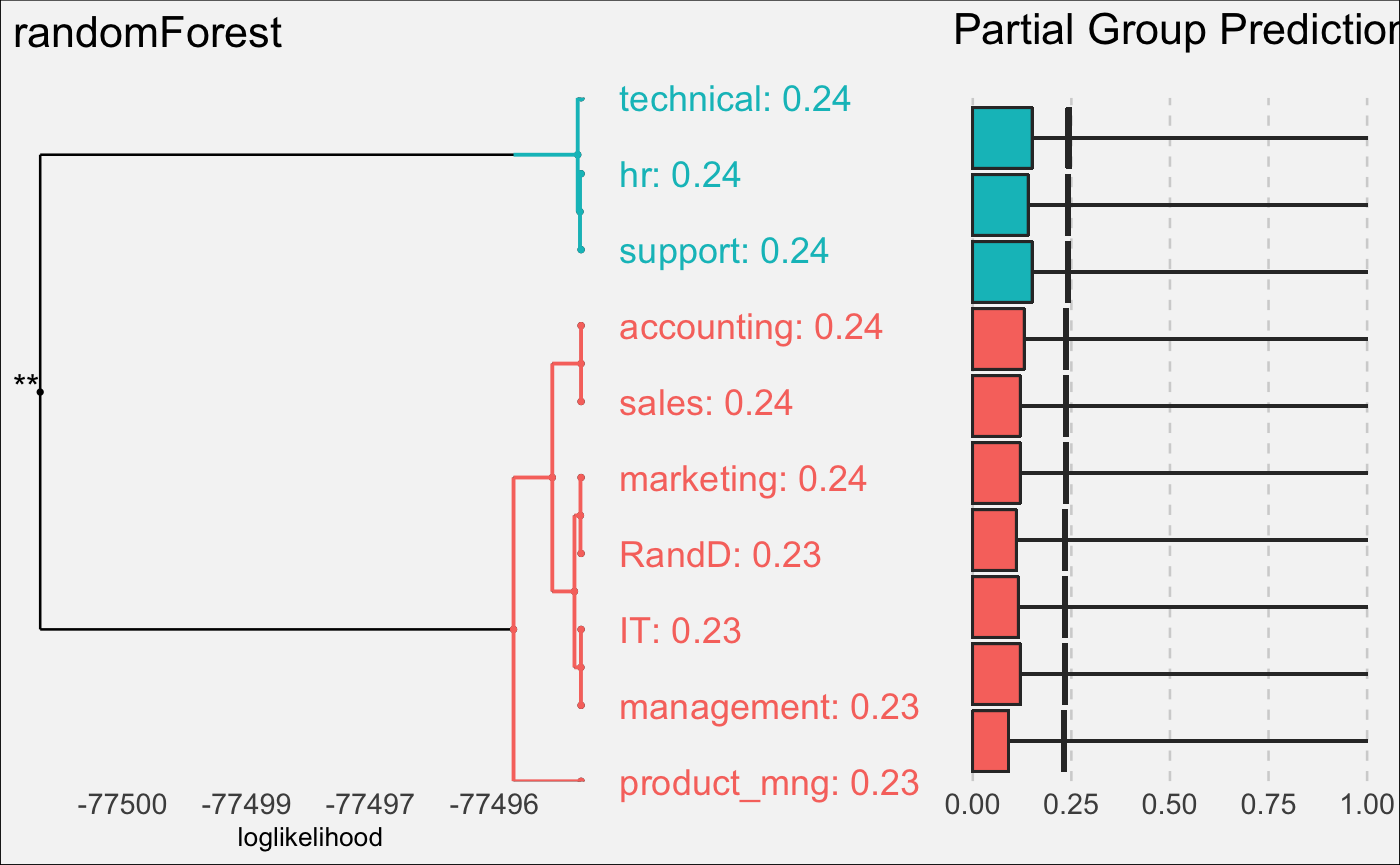 randomForest
Partial Group Prediction
technical: 0.24
hr: 0.24
support: 0.24
accounting: 0.24
sales: 0.24
**
marketing: 0.24
RandD: 0.23
IT: 0.23
management: 0.23
product_mng: 0.23
-77500 -77499 -77497 -77496
loglikelihood
0.00 0.25 0.50 0.75 1.00